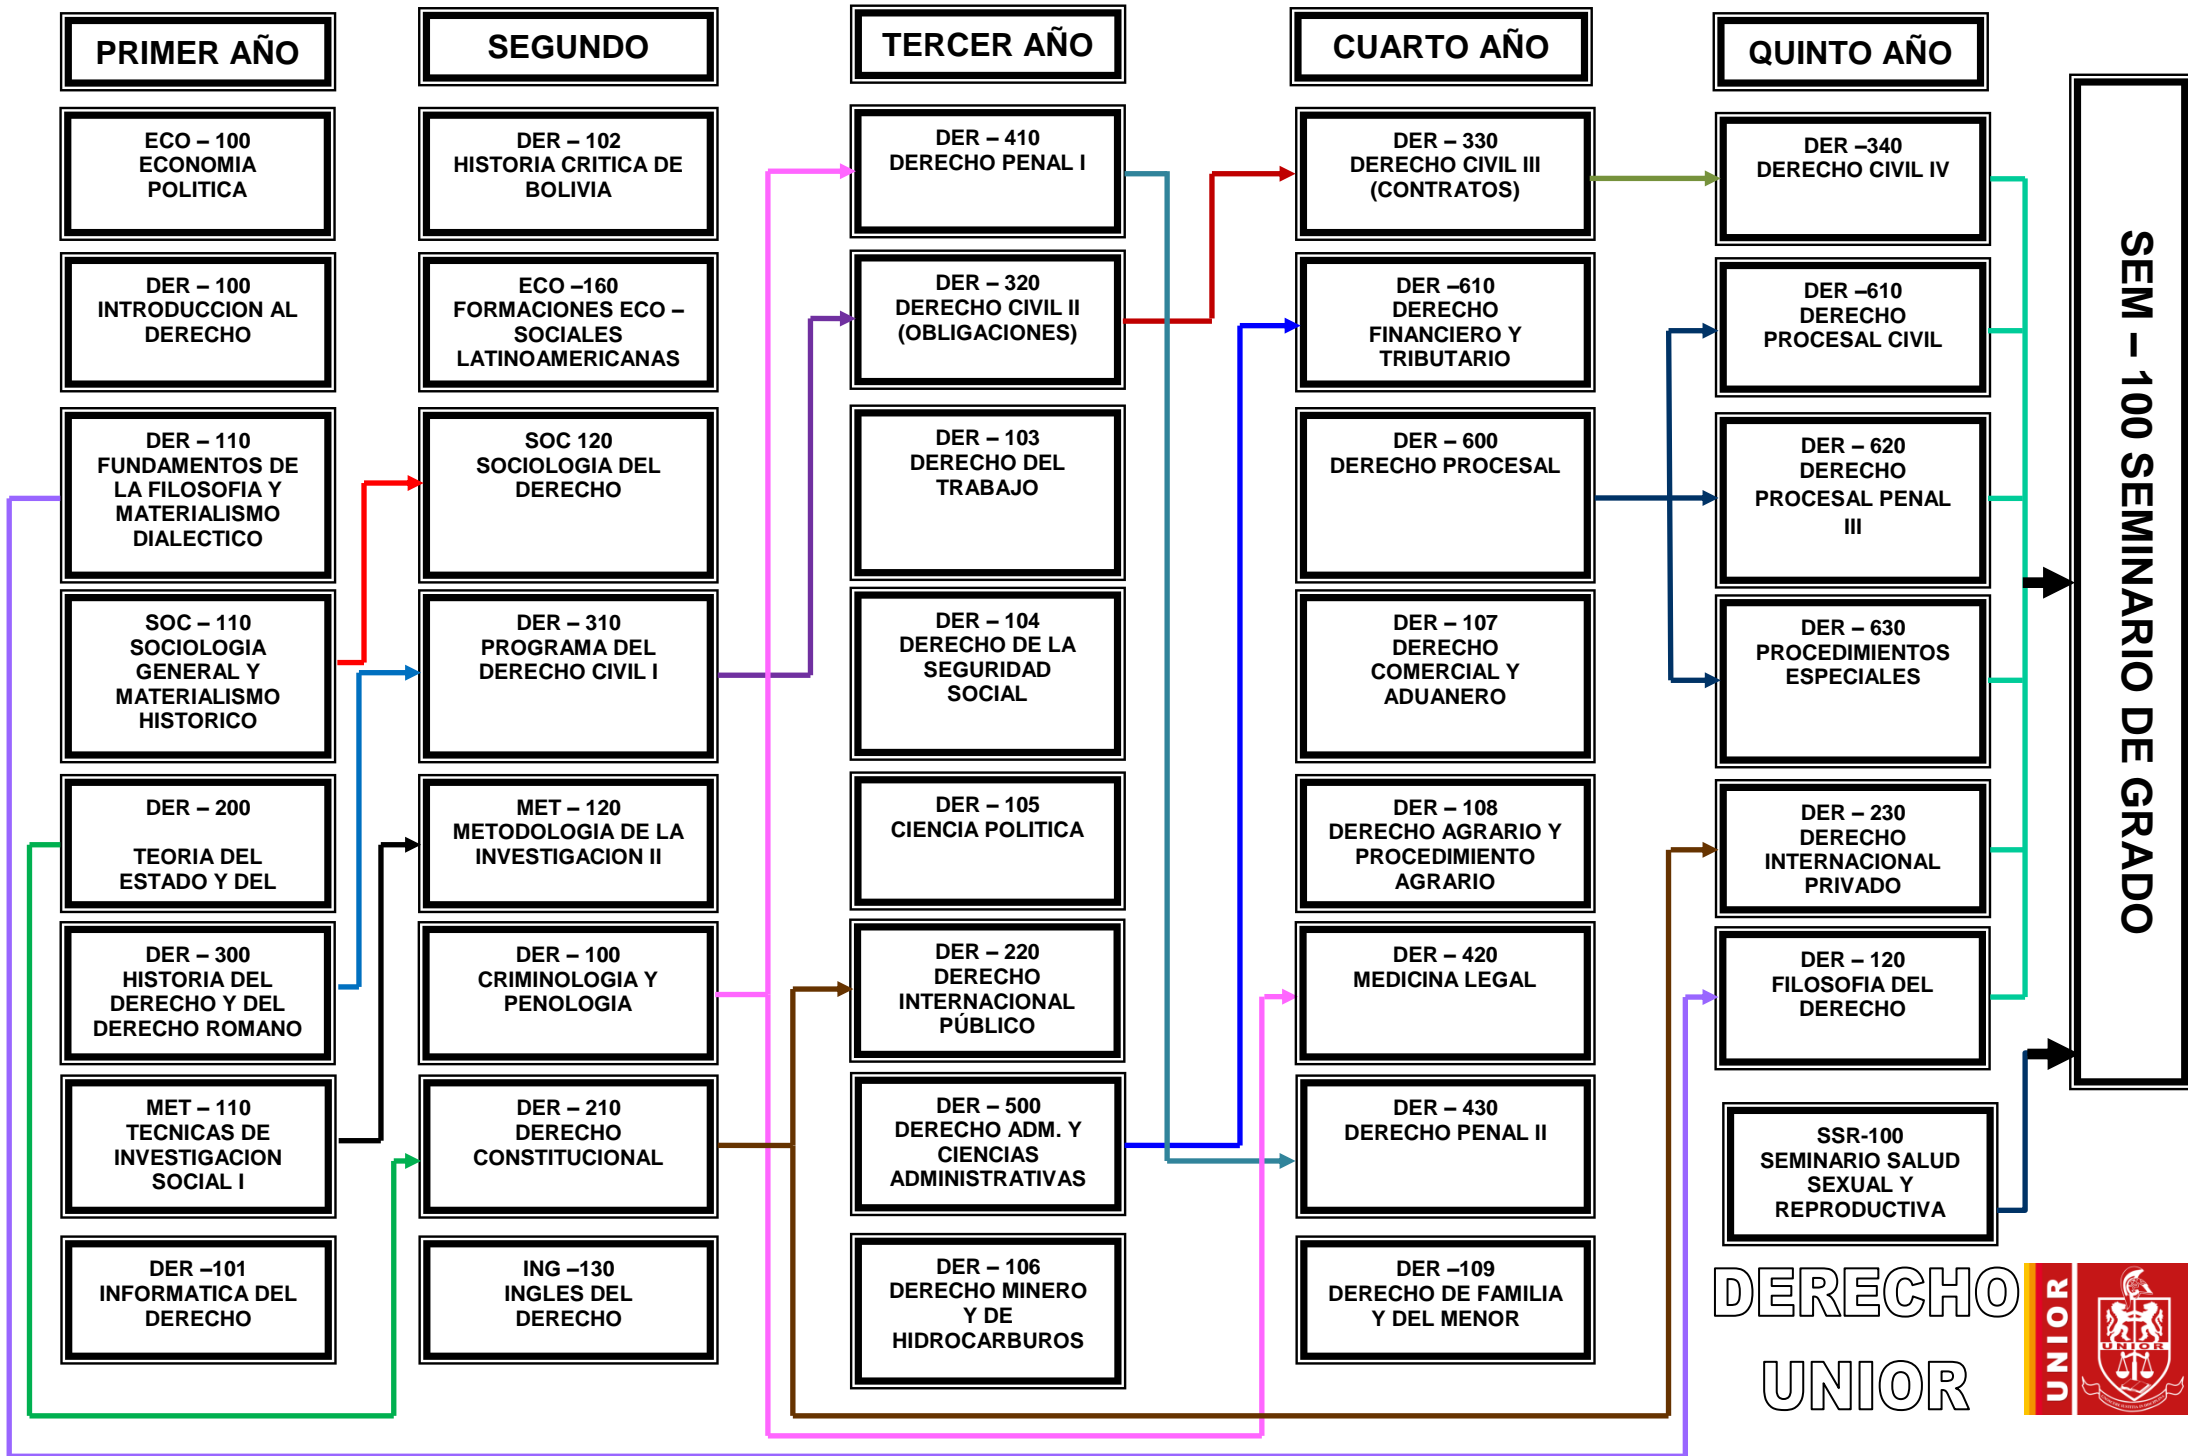 PRIMER AÑO
ECO – 100
ECONOMIA
POLITICA
DER – 100
INTRODUCCION AL
DERECHO
DER – 110
FUNDAMENTOS DE
LA FILOSOFIA Y
MATERIALISMO
DIALECTICO
SOC – 110
SOCIOLOGIA
GENERAL Y
MATERIALISMO
HISTORICO
DER – 200
TEORIA DEL
ESTADO Y DEL
DER – 300
HISTORIA DEL
DERECHO Y DEL
DERECHO ROMANO
MET – 110
TECNICAS DE
INVESTIGACION
SOCIAL I
DER –101
INFORMATICA DEL
DERECHO
SEGUNDO
DER – 102
HISTORIA CRITICA DE
BOLIVIA
ECO –160
FORMACIONES ECO –
SOCIALES
LATINOAMERICANAS
SOC 120
SOCIOLOGIA DEL
DERECHO
DER – 310
PROGRAMA DEL
DERECHO CIVIL I
MET – 120
METODOLOGIA DE LA
INVESTIGACION II
DER – 100
CRIMINOLOGIA Y
PENOLOGIA
DER – 210
DERECHO
CONSTITUCIONAL
ING –130
INGLES DEL
DERECHO
TERCER AÑO
DER – 410
DERECHO PENAL I
DER – 320
DERECHO CIVIL II
(OBLIGACIONES)
DER – 103
DERECHO DEL
TRABAJO
DER – 104
DERECHO DE LA
SEGURIDAD
SOCIAL
DER – 105
CIENCIA POLITICA
DER – 220
DERECHO
INTERNACIONAL
PÚBLICO
DER – 500
DERECHO ADM. Y
CIENCIAS
ADMINISTRATIVAS
DER – 106
DERECHO MINERO
Y DE
HIDROCARBUROS
CUARTO AÑO
DER – 330
DERECHO CIVIL III
(CONTRATOS)
DER –610
DERECHO
FINANCIERO Y
TRIBUTARIO
DER – 600
DERECHO PROCESAL
DER – 107
DERECHO
COMERCIAL Y
ADUANERO
DER – 108
DERECHO AGRARIO Y
PROCEDIMIENTO
AGRARIO
DER – 420
MEDICINA LEGAL
DER – 430
DERECHO PENAL II
DER –109
DERECHO DE FAMILIA
Y DEL MENOR
QUINTO AÑO
DER –340
DERECHO CIVIL IV
DER –610
DERECHO
PROCESAL CIVIL
DER – 620
DERECHO
PROCESAL PENAL
III
DER – 630
PROCEDIMIENTOS
ESPECIALES
DER – 230
DERECHO
INTERNACIONAL
PRIVADO
DER – 120
FILOSOFIA DEL
DERECHO
SSR-100
SEMINARIO SALUD
SEXUAL Y
REPRODUCTIVA
SEM – 100 SEMINARIO DE GRADO
DERECHO
UNIOR
UNIOR
UNIOR